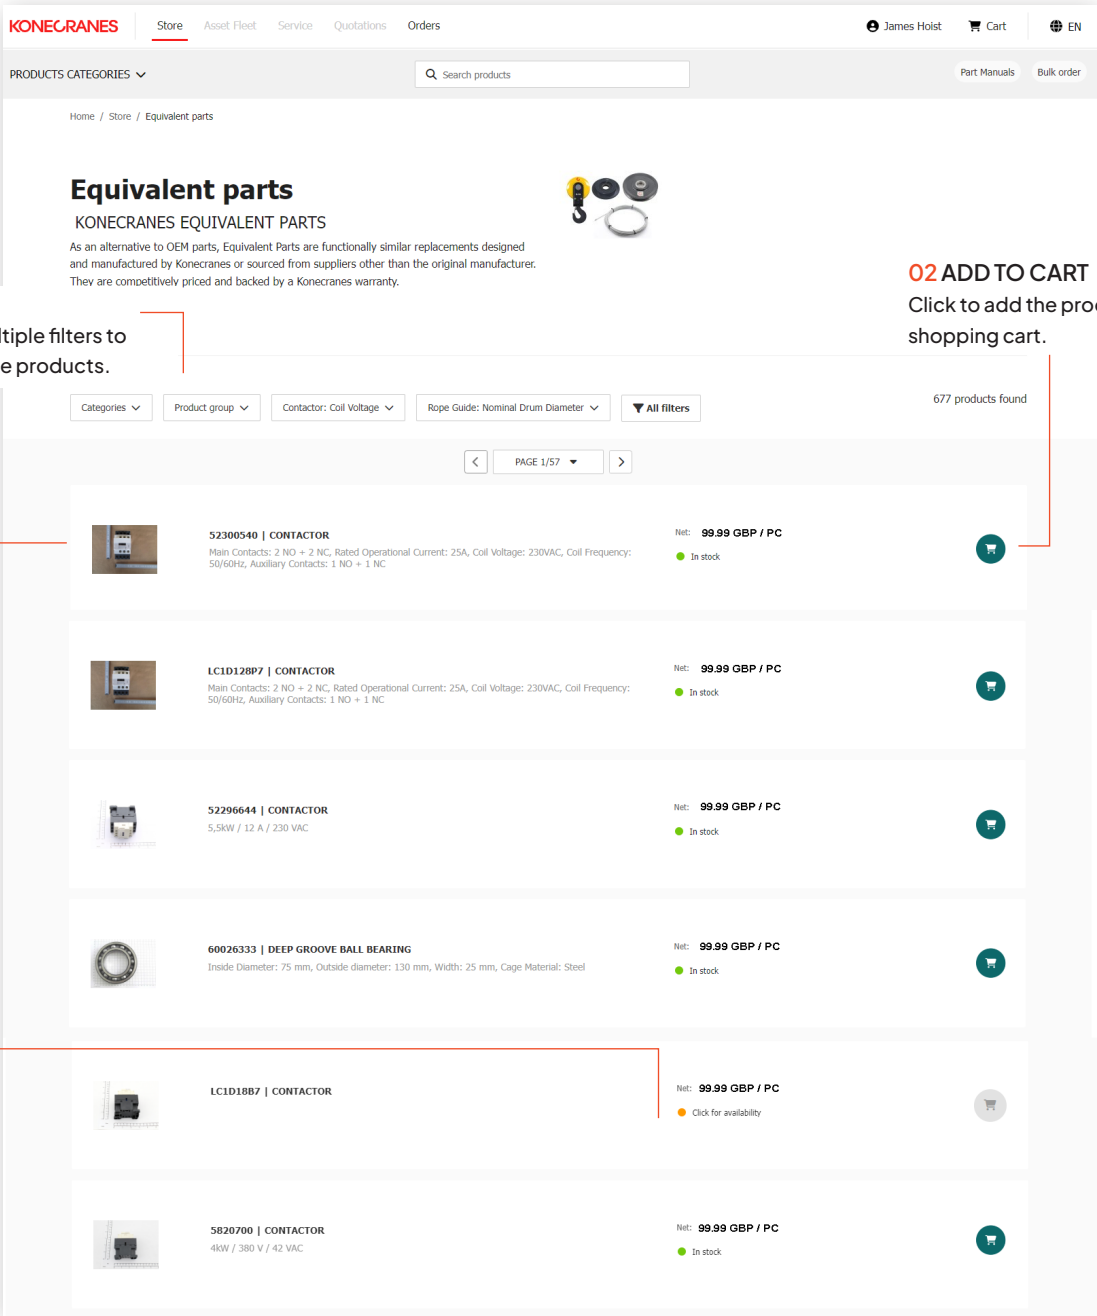 KONECRANES
Store
Asset Fleet
Service
Quotations
Orders
James Hoist
Cart
EN
PRODUCTS CATEGORIES
Search products
Part Manuals
Bulk order
Home / Store / Equivalent parts
Equivalent parts
KONECRANES EQUIVALENT PARTS
As an alternative to OEM parts, Equivalent Parts are functionally similar replacements designed
and manufactured by Konecranes or sourced from suppliers other than the original manufacturer.
They are competitively priced and backed by a Konecranes warranty.
02 ADD TO CART
Click to add the pro
shopping cart.
tiple filters to
e products.
Categories
Product group
Contactor: Coil Voltage
Rope Guide: Nominal Drum Diameter
All filters
677 products found
PAGE 1/57
52300540 | CONTACTOR
Main Contacts: 2 NO + 2 NC, Rated Operational Current: 25A, Coil Voltage: 230VAC, Coil Frequency:
50/60Hz, Auxiliary Contacts: 1 NO + 1 NC
Net: 99.99 GBP / PC
In stock
LC1D128P7 | CONTACTOR
Main Contacts: 2 NO + 2 NC, Rated Operational Current: 25A, Coil Voltage: 230VAC, Coil Frequency:
50/60Hz, Auxiliary Contacts: 1 NO + 1 NC
Net: 99.99 GBP / PC
In stock
52296644 | CONTACTOR
5,5kW / 12 A / 230 VAC
Net: 99.99 GBP / PC
In stock
60026333 | DEEP GROOVE BALL BEARING
Inside Diameter: 75 mm, Outside diameter: 130 mm, Width: 25 mm, Cage Material: Steel
Net: 99.99 GBP / PC
In stock
LC1D18B7 | CONTACTOR
Net: 99.99 GBP / PC
Click for availability
5820700 | CONTACTOR
4kW / 380 V / 42 VAC
Net: 99.99 GBP / PC
In stock